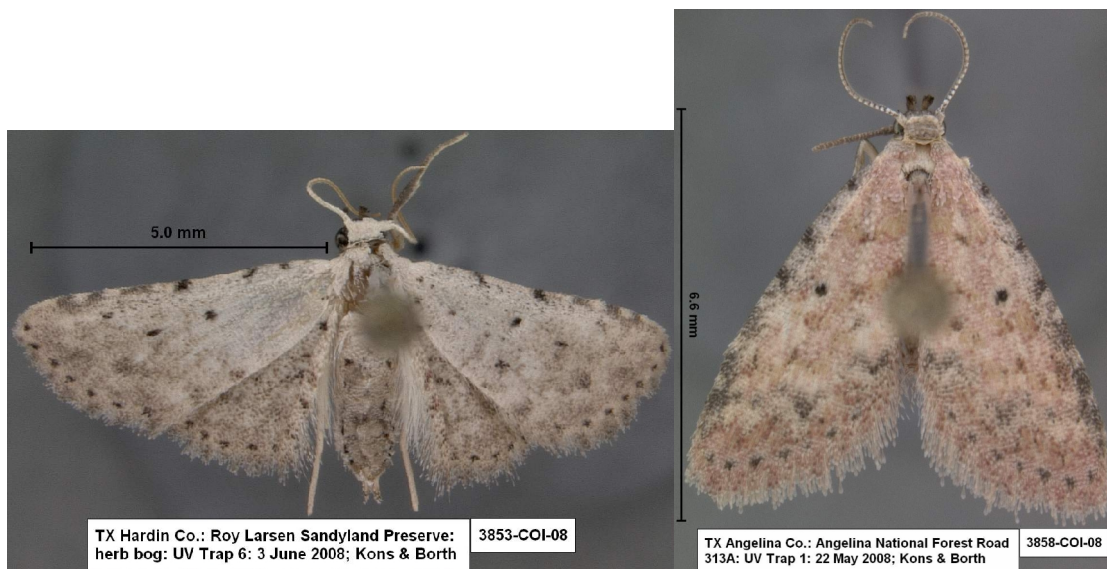 5.0 mm
TX Hardin Co.: Roy Larsen Sandyland Preserve:
herb bog: UV Trap 6: 3 June 2008; Kons & Borth
3853-COI-08
6.6 mm
TX Angelina Co.: Angelina National Forest Road
313A: UV Trap 1: 22 May 2008; Kons & Borth
3858-COI-08